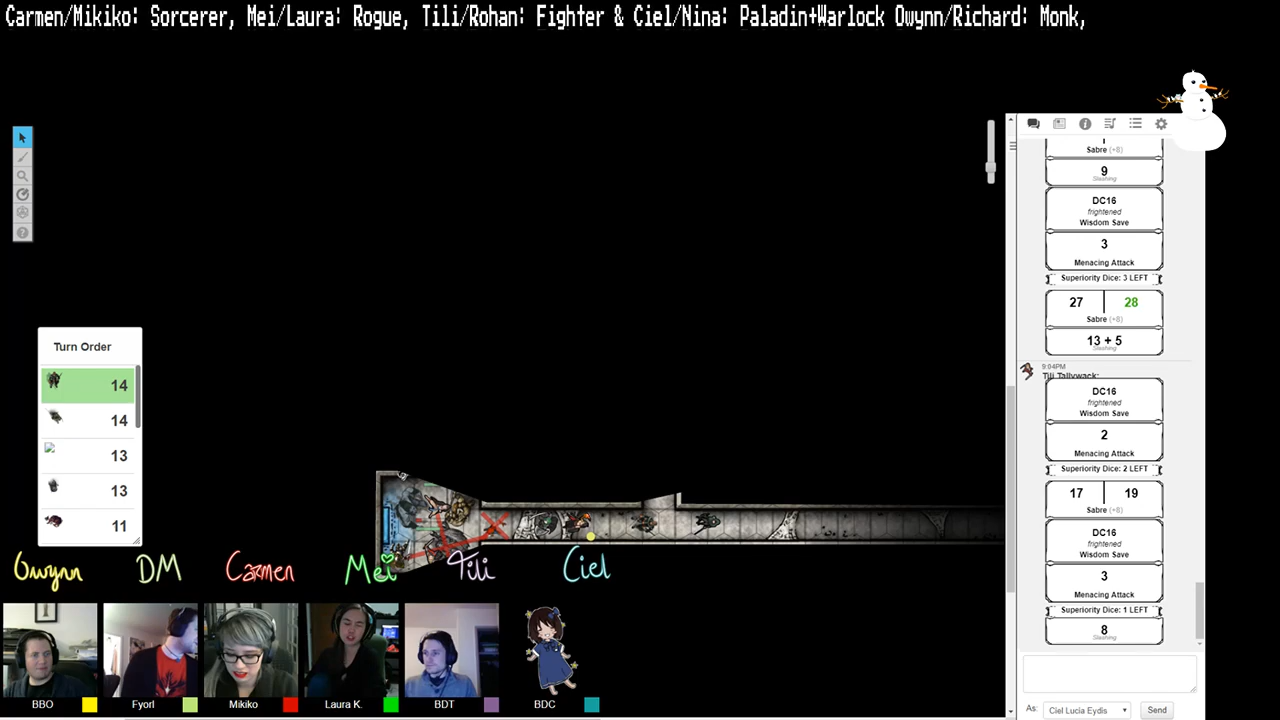 Carmen/Mikiko: Sorcerer, Mei/Laura: Rogue, Tili/Rohan: Fighter & Ciel/Nina: Paladin+Warlock Owynn/Richard: Monk,
Sabre (+8)
9
Slashing
DC16
frightened
Wisdom Save
3
Menacing Attack
Superiority Dice: 3 LEFT
27 28
Sabre (+8)
13 + 5
Slashing
9:04PM
Tili Tallywack:
DC16
frightened
Wisdom Save
2
Menacing Attack
Superiority Dice: 2 LEFT
17 19
Sabre (+8)
DC16
frightened
Wisdom Save
3
Menacing Attack
Superiority Dice: 1 LEFT
8
Slashing
As: Ciel Lucia Eydis Send
Turn Order
14
14
13
13
11
Owynn DM Carmen Mei Tili Ciel
BBO Fyorl Mikiko Laura K. BDT BDC